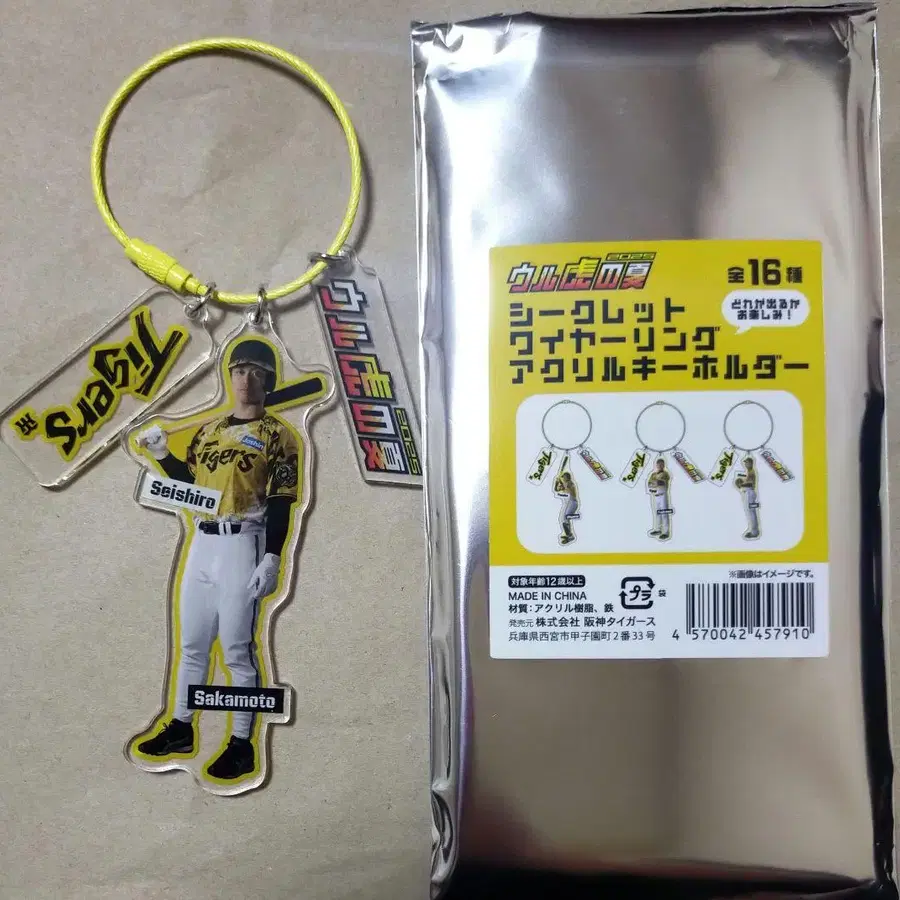 Tigers
ウル虎の夏
2025
Tigers
Seishiro
Sakamoto
ウル虎の夏
2025
全16種
シークレット
ワイヤーリング
アクリルキーホルダー
どれが出るか
お楽しみ!
Tigers
Tigers
Tigers
※画像はイメージです。
対象年齢12歳以上
MADE IN CHINA
材質:アクリル樹脂、鉄
プラ
袋
発売元 株式会社 阪神タイガース
兵庫県西宮市甲子園町2番33号
4 570042 457910